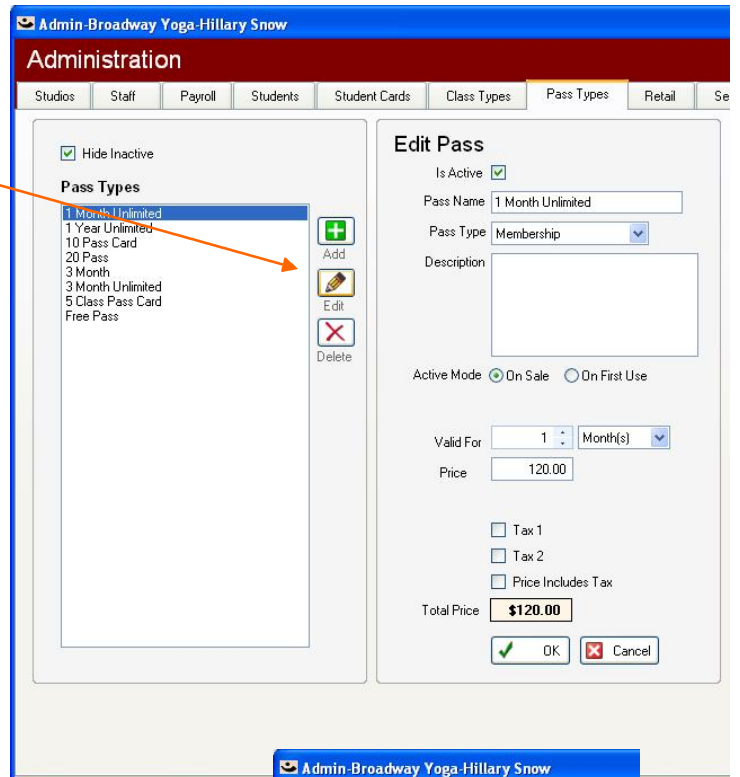 Admin-Broadway Yoga-Hillary Snow
Administration
Studios Staff Payroll Students Student Cards Class Types Pass Types Retail Se
Hide Inactive
Pass Types
1 Month Unlimited
1 Year Unlimited
10 Pass Card
20 Pass
3 Month
3 Month Unlimited
5 Class Pass Card
Free Pass
Add
Edit
Delete
Edit Pass
Is Active
Pass Name 1 Month Unlimited
Pass Type Membership
Description
Active Mode On Sale On First Use
Valid For 1 Month(s)
Price 120.00
Tax 1
Tax 2
Price Includes Tax
Total Price $120.00
OK Cancel
Admin-Broadway Yoga-Hillary Snow